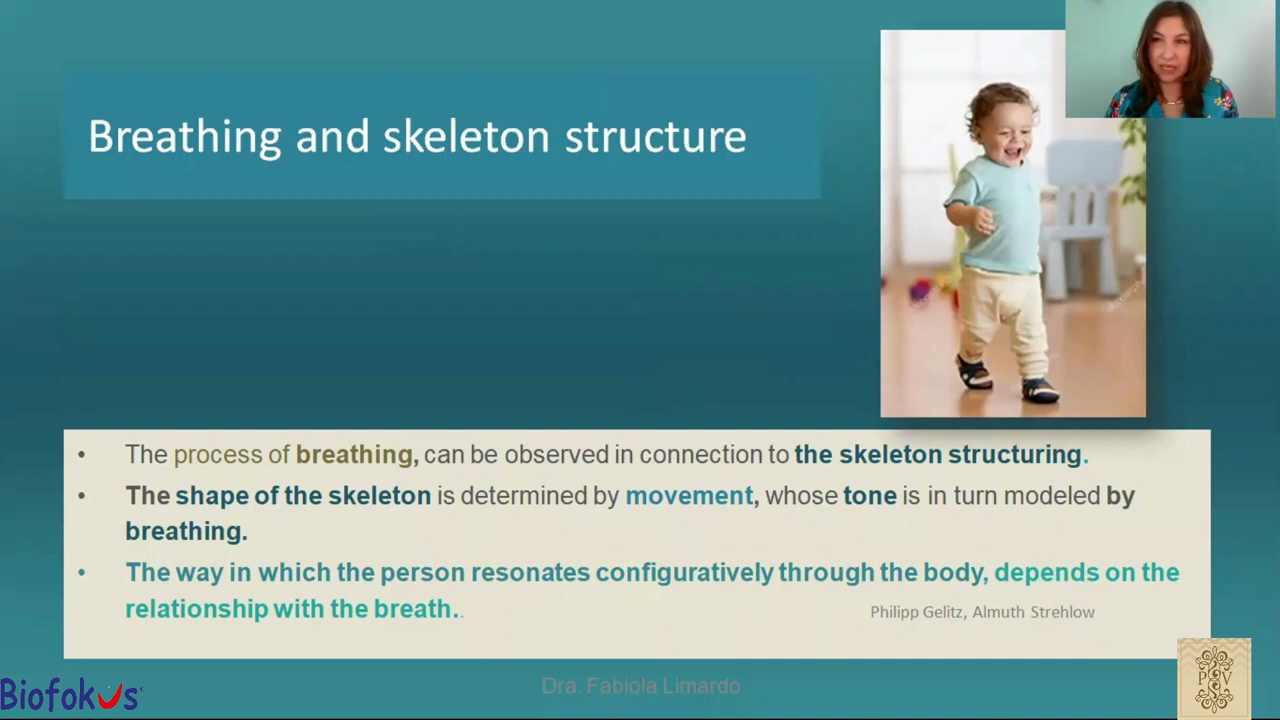 Breathing and skeleton structure
• The process of breathing, can be observed in connection to the skeleton structuring.
• The shape of the skeleton is determined by movement, whose tone is in turn modeled by
breathing.
• The way in which the person resonates configuratively through the body, depends on the
relationship with the breath..
Philipp Gelitz, Almuth Strehlow
Dra. Fabiola Limardo
Biofokus
P V